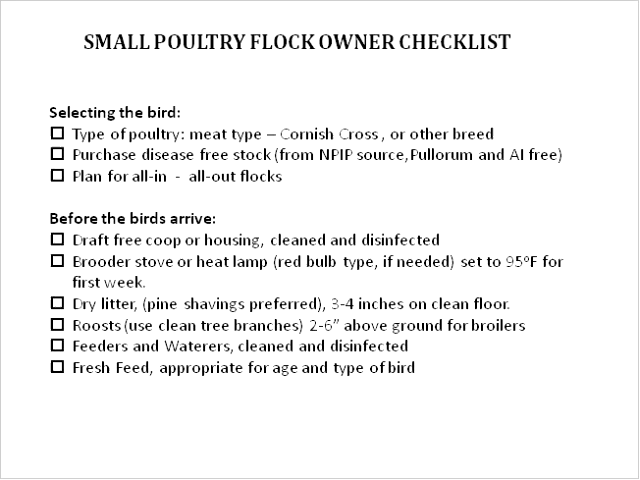 SMALL POULTRY FLOCK OWNER CHECKLIST
Selecting the bird:
☐ Type of poultry: meat type – Cornish Cross , or other breed
☐ Purchase disease free stock (from NPIP source, Pullorum and AI free)
☐ Plan for all-in - all-out flocks
Before the birds arrive:
☐ Draft free coop or housing, cleaned and disinfected
☐ Brooder stove or heat lamp (red bulb type, if needed) set to 95°F for
first week.
☐ Dry litter, (pine shavings preferred), 3-4 inches on clean floor.
☐ Roosts (use clean tree branches) 2-6” above ground for broilers
☐ Feeders and Waterers, cleaned and disinfected
☐ Fresh Feed, appropriate for age and type of bird